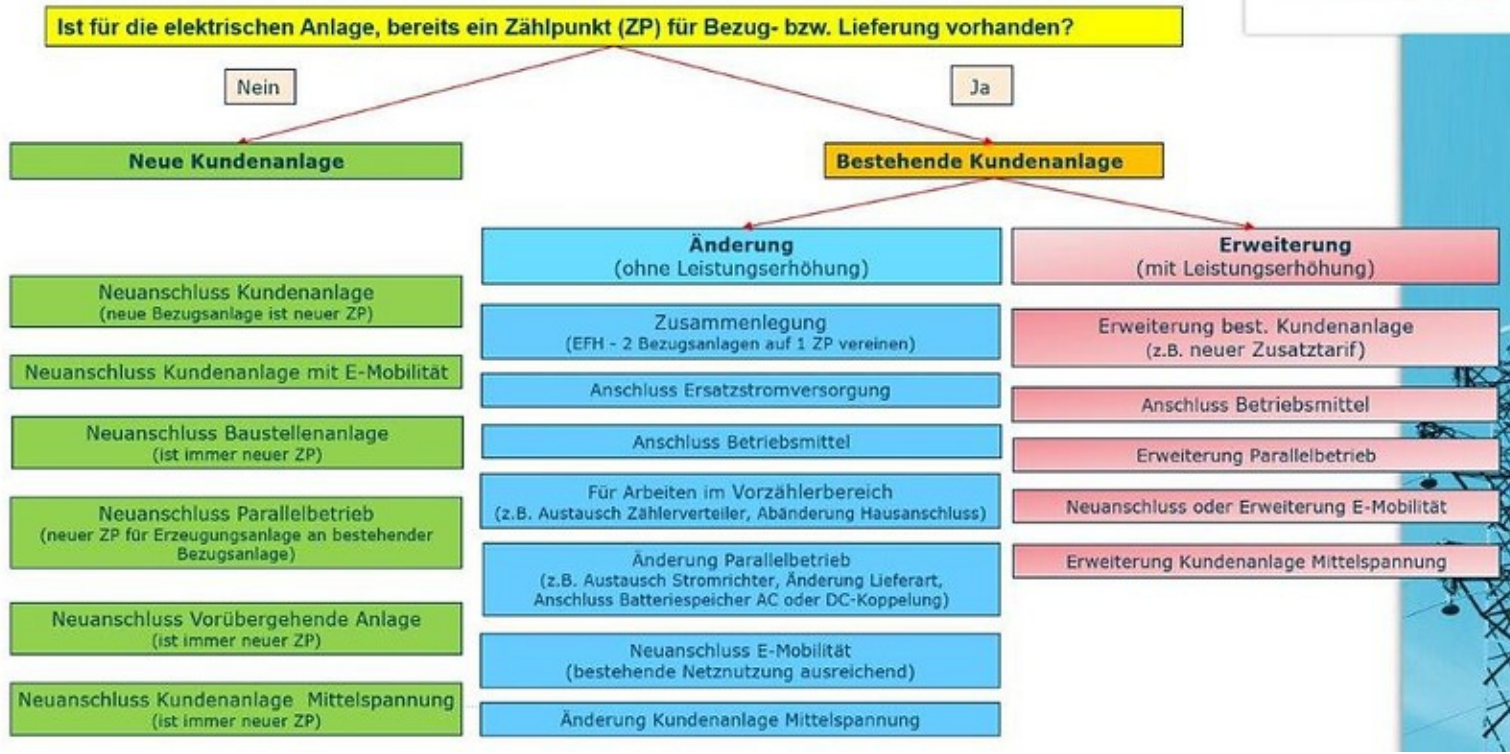 Ist für die elektrischen Anlage, bereits ein Zählpunkt (ZP) für Bezug- bzw. Lieferung vorhanden?
Nein
Ja
Neue Kundenanlage
Bestehende Kundenanlage
Neuanschluss Kundenanlage
(neue Bezugsanlage ist neuer ZP)
Neuanschluss Kundenanlage mit E-Mobilität
Neuanschluss Baustellenanlage
(ist immer neuer ZP)
Neuanschluss Parallelbetrieb
(neuer ZP für Erzeugungsanlage an bestehender
Bezugsanlage)
Neuanschluss Vorübergehende Anlage
(ist immer neuer ZP)
Neuanschluss Kundenanlage Mittelspannung
(ist immer neuer ZP)
Änderung
(ohne Leistungserhöhung)
Zusammenlegung
(EFH - 2 Bezugsanlagen auf 1 ZP vereinen)
Anschluss Ersatzstromversorgung
Anschluss Betriebsmittel
Für Arbeiten im Vorzählerbereich
(z.B. Austausch Zählerverteiler, Abänderung Hausanschluss)
Änderung Parallelbetrieb
(z.B. Austausch Stromrichter, Änderung Lieferart,
Anschluss Batteriespeicher AC oder DC-Koppelung)
Neuanschluss E-Mobilität
(bestehende Netznutzung ausreichend)
Änderung Kundenanlage Mittelspannung
Erweiterung
(mit Leistungserhöhung)
Erweiterung best. Kundenanlage
(z.B. neuer Zusatztarif)
Anschluss Betriebsmittel
Erweiterung Parallelbetrieb
Neuanschluss oder Erweiterung E-Mobilität
Erweiterung Kundenanlage Mittelspannung